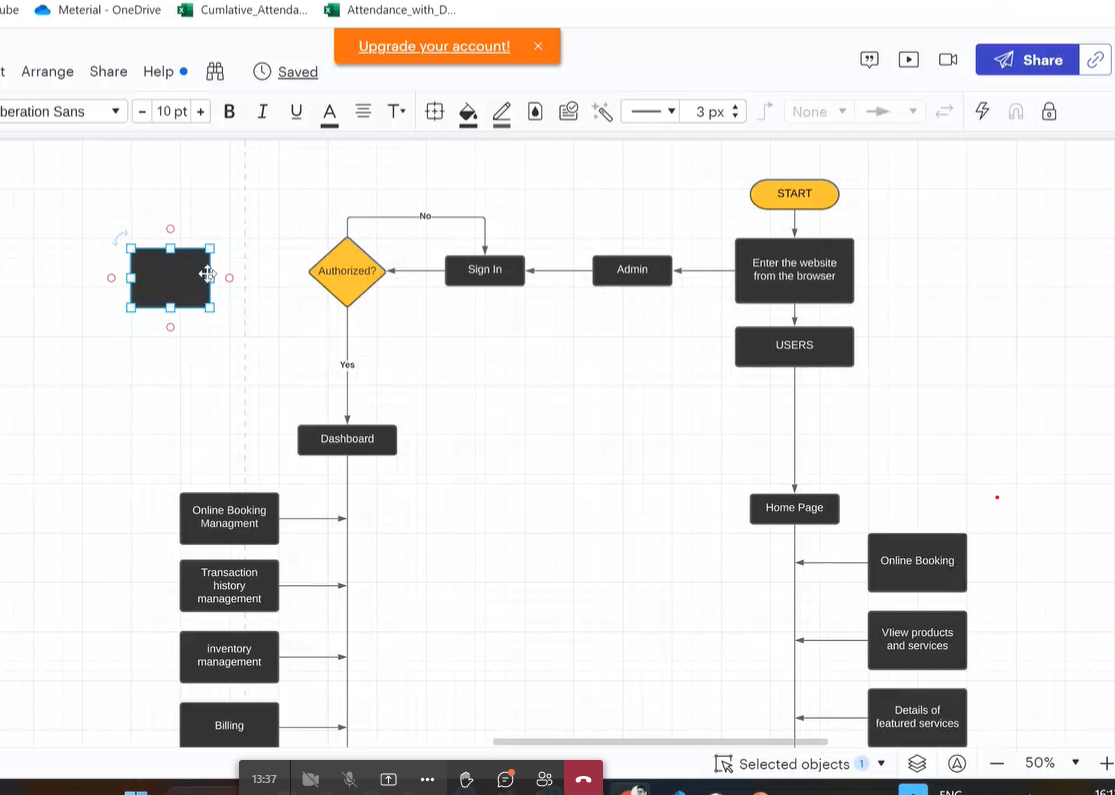 ube
Meterial - OneDrive
Cumlative_Attenda...
Attendance_with_D...
Upgrade your account!
t Arrange Share Help Saved
Share
beration Sans
10 pt
B I U A T
3 px
None
START
No
Enter the website
from the browser
Authorized?
Sign In
Admin
USERS
Yes
Dashboard
Home Page
Online Booking
Managment
Online Booking
Transaction
history
management
VIiew products
and services
inventory
management
Details of
featured services
Billing
Selected objects 1
50%
13:37
ENG